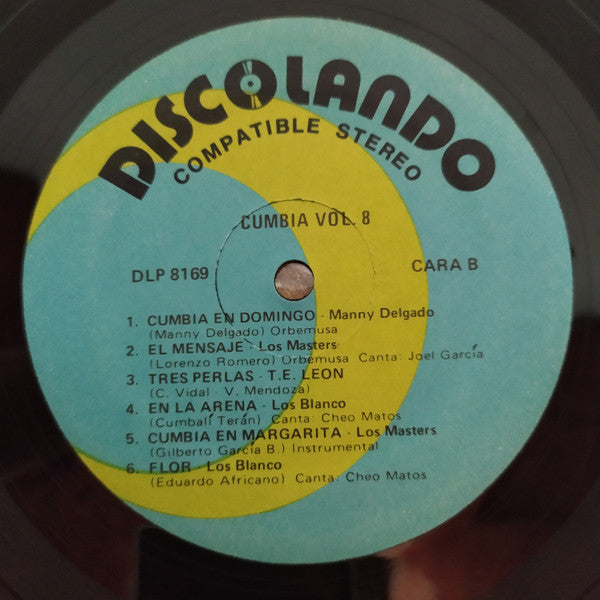 DISCOLANDO
COMPATIBLE STEREO
CUMBIA VOL. 8
DLP 8169 CARA B
1. CUMBIA EN DOMINGO - Manny Delgado
(Manny Delgado) Orbemusa
2. EL MENSAJE - Los Masters
(Lorenzo Romero) Orbemusa Canta: Joel García
3. TRES PERLAS - T.E. LEON
(C. Vidal - V. Mendoza)
4. EN LA ARENA - Los Blanco
(Cumbalí Terán) Canta: Cheo Matos
5. CUMBIA EN MARGARITA - Los Masters
(Gilberto García B.) Instrumental
6. FLOR - Los Blanco
(Eduardo Africano) Canta: Cheo Matos